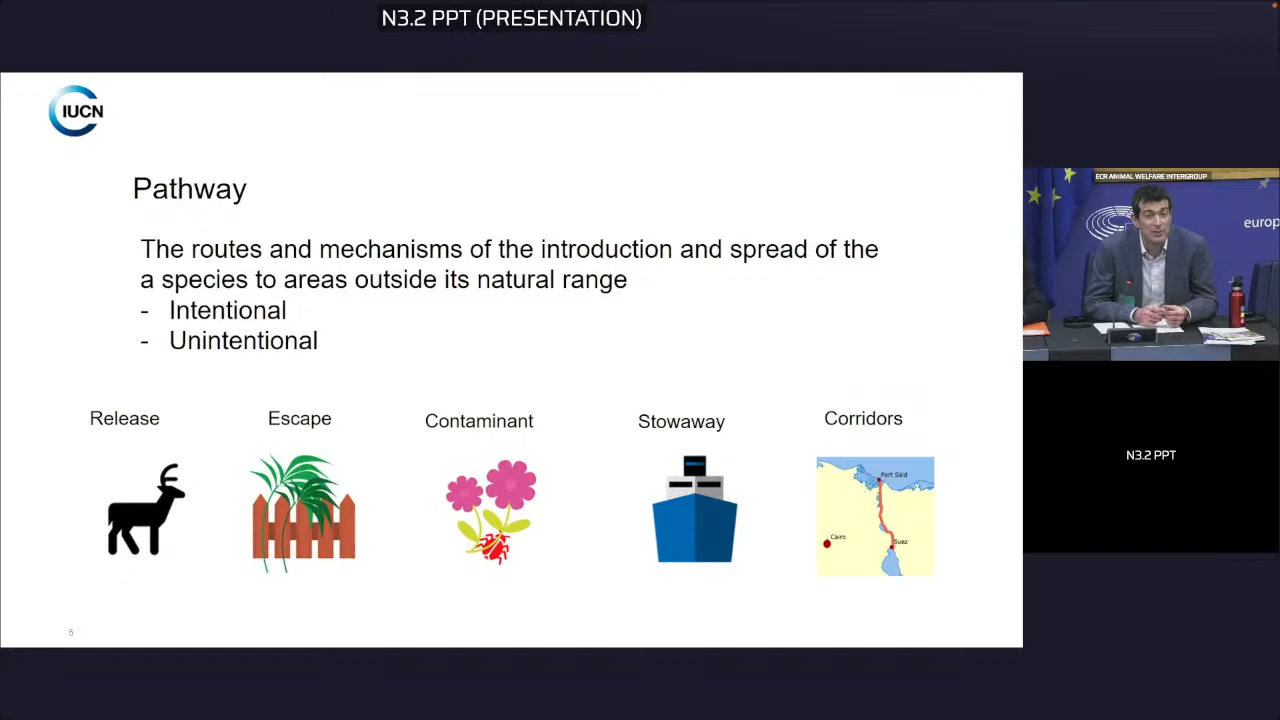 N3.2 PPT (PRESENTATION)
IUCN
Pathway
The routes and mechanisms of the introduction and spread of the
a species to areas outside its natural range
- Intentional
- Unintentional
Release
Escape
Contaminant
Stowaway
Corridors
Port Said
Cairo
Suez
5
ECR ANIMAL WELFARE INTERGROUP
europ
N3.2 PPT